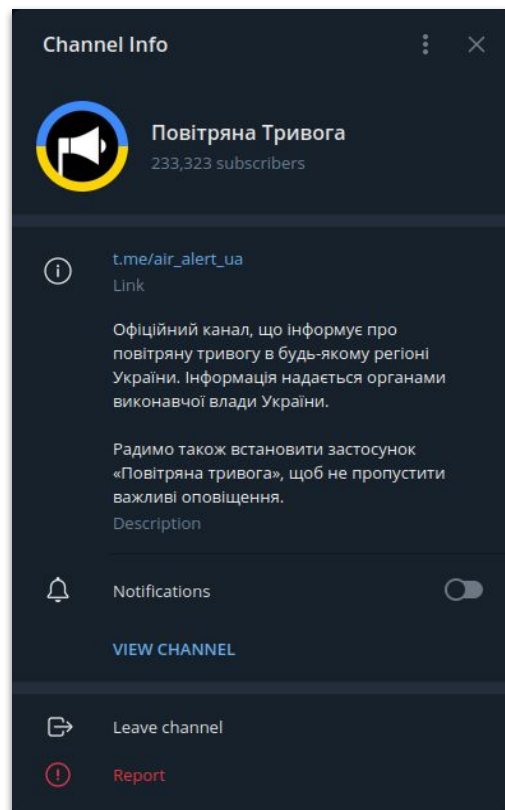 Channel Info
Повітряна Тривога
233,323 subscribers
t.me/air_alert_ua
Link
Офіційний канал, що інформує про
повітряну тривогу в будь-якому регіоні
України. Інформація надається органами
виконавчої влади України.
Радимо також встановити застосунок
«Повітряна тривога», щоб не пропустити
важливі оповіщення.
Description
Notifications
VIEW CHANNEL
Leave channel
Report